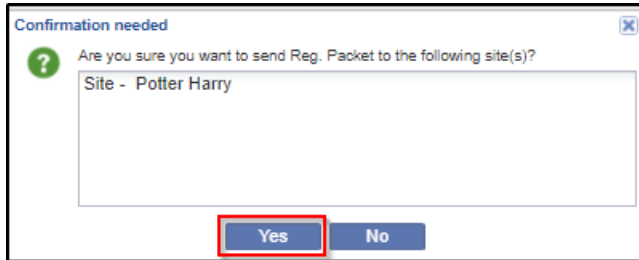 Confirmation needed
Are you sure you want to send Reg. Packet to the following site(s)?
Site - Potter Harry
Yes No